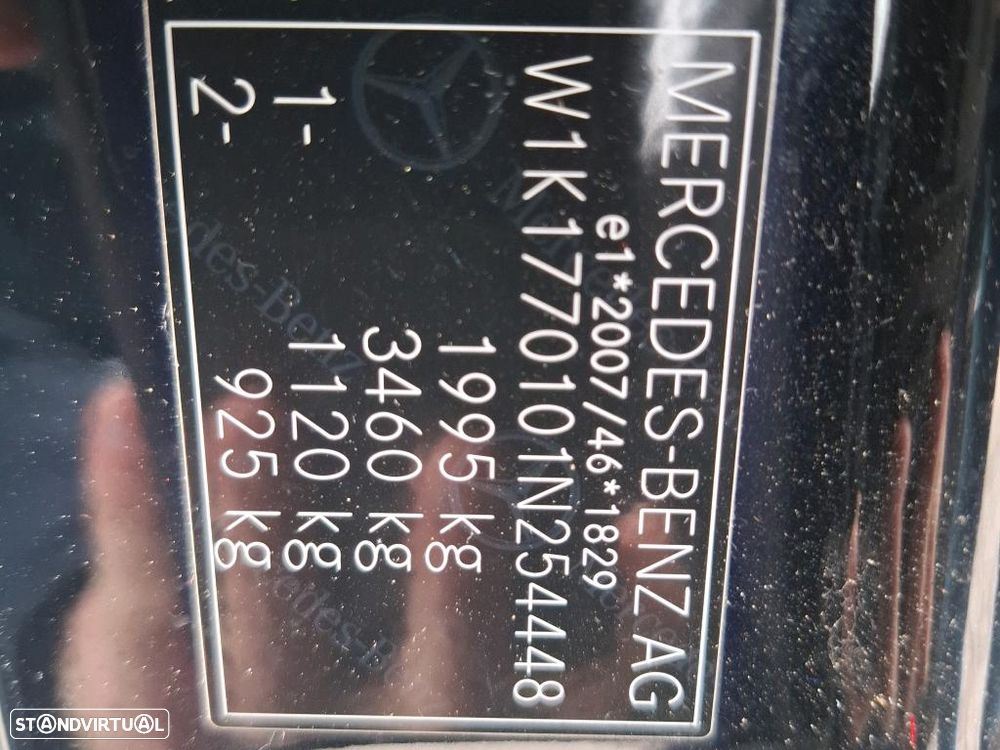 MERCEDES-BENZ AG
e1*2007/46*1829
W1K1770101N254448
1995 kg
3460 kg
1- 1120 kg
2- 925 kg
STANDVIRTUAL